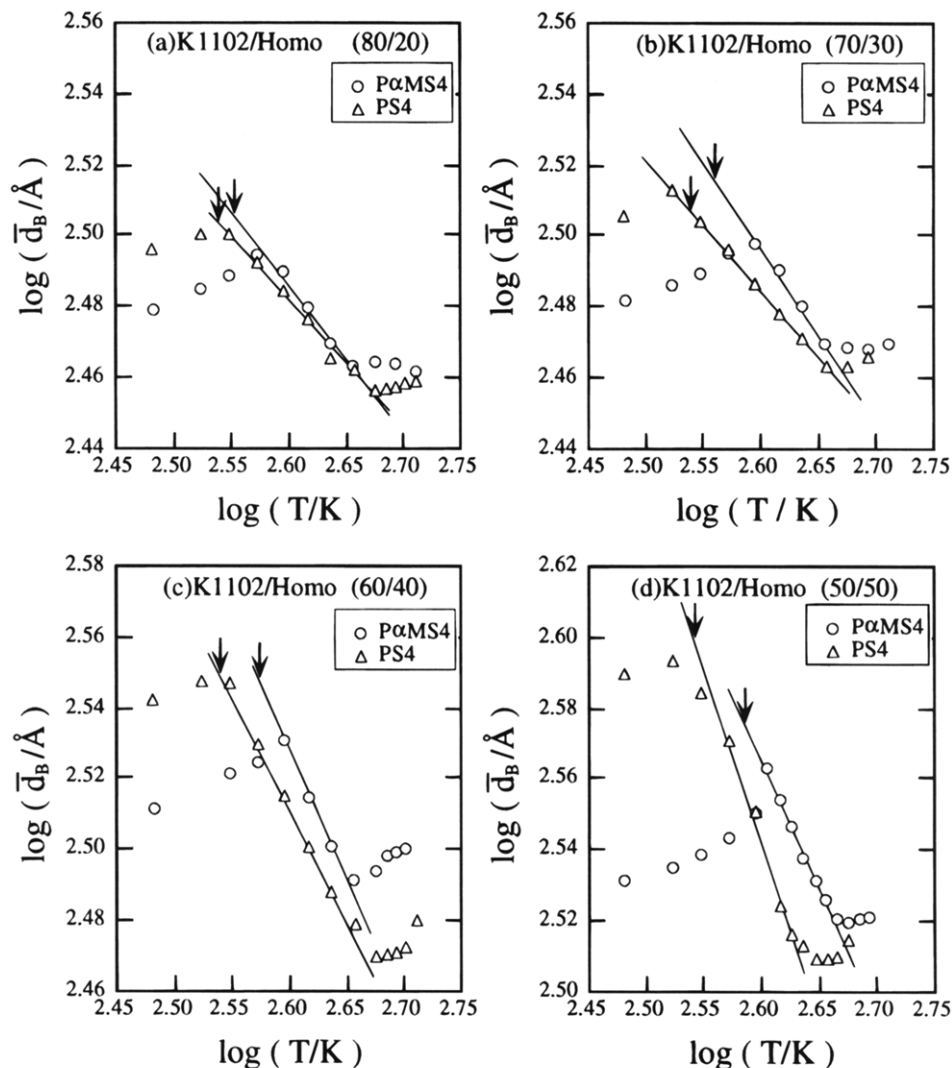 2.56
2.54
2.52
2.50
2.48
2.46
2.44
log ( d̅B /Å)
(a)K1102/Homo (80/20)
PαMS4
PS4
2.45 2.50 2.55 2.60 2.65 2.70 2.75
log ( T/K )
2.56
2.54
2.52
2.50
2.48
2.46
2.44
log ( d̅B /Å)
(b)K1102/Homo (70/30)
PαMS4
PS4
2.45 2.50 2.55 2.60 2.65 2.70 2.75
log ( T / K )
2.58
2.56
2.54
2.52
2.50
2.48
2.46
log ( d̅B /Å)
(c)K1102/Homo (60/40)
PαMS4
PS4
2.45 2.50 2.55 2.60 2.65 2.70 2.75
log ( T/K )
2.62
2.60
2.58
2.56
2.54
2.52
2.50
log ( d̅B /Å)
(d)K1102/Homo (50/50)
PαMS4
PS4
2.45 2.50 2.55 2.60 2.65 2.70 2.75
log ( T/K )